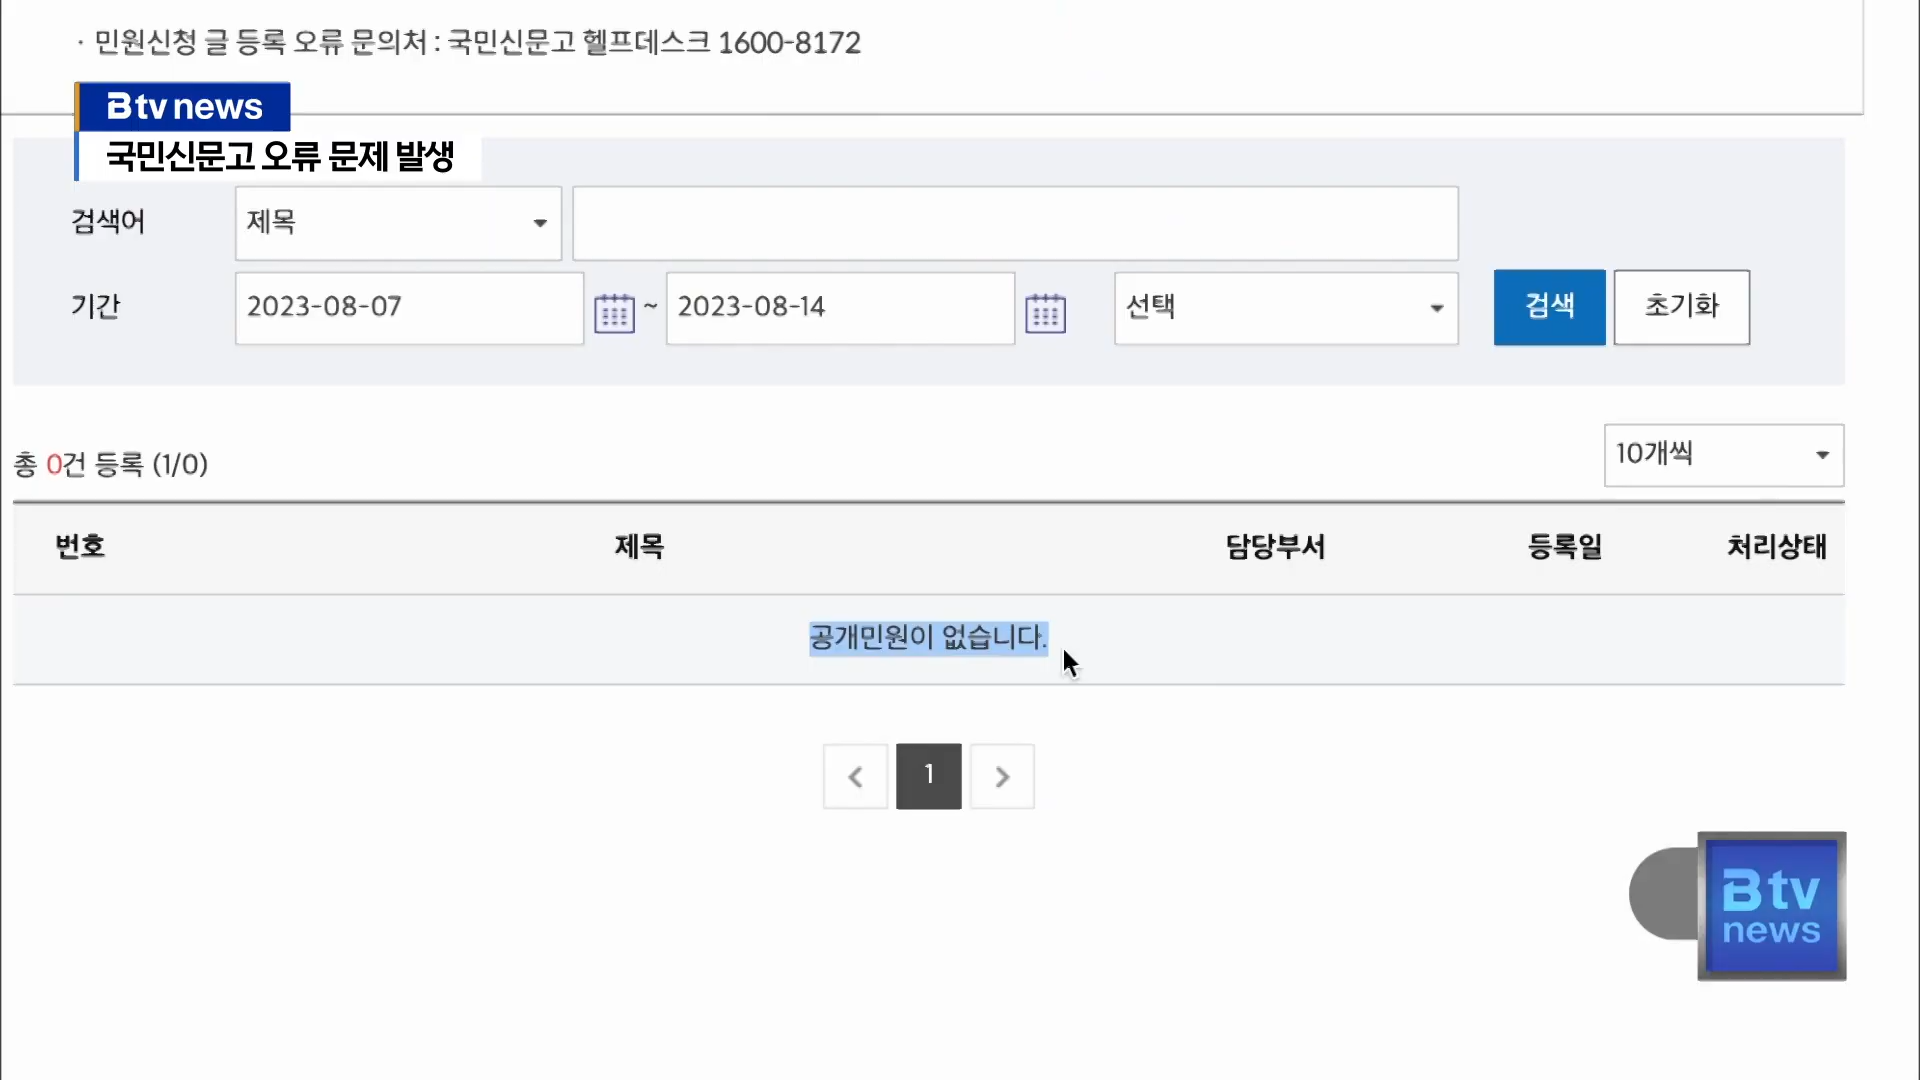 · 민원신청 글 등록 오류 문의처 : 국민신문고 헬프데스크 1600-8172
B tv news
국민신문고 오류 문제 발생
검색어 제목
기간 2023-08-07 ~ 2023-08-14 선택 검색 초기화
총 0건 등록 (1/0) 10개씩
번호 제목 담당부서 등록일 처리상태
공개민원이 없습니다.
1
B tv
news